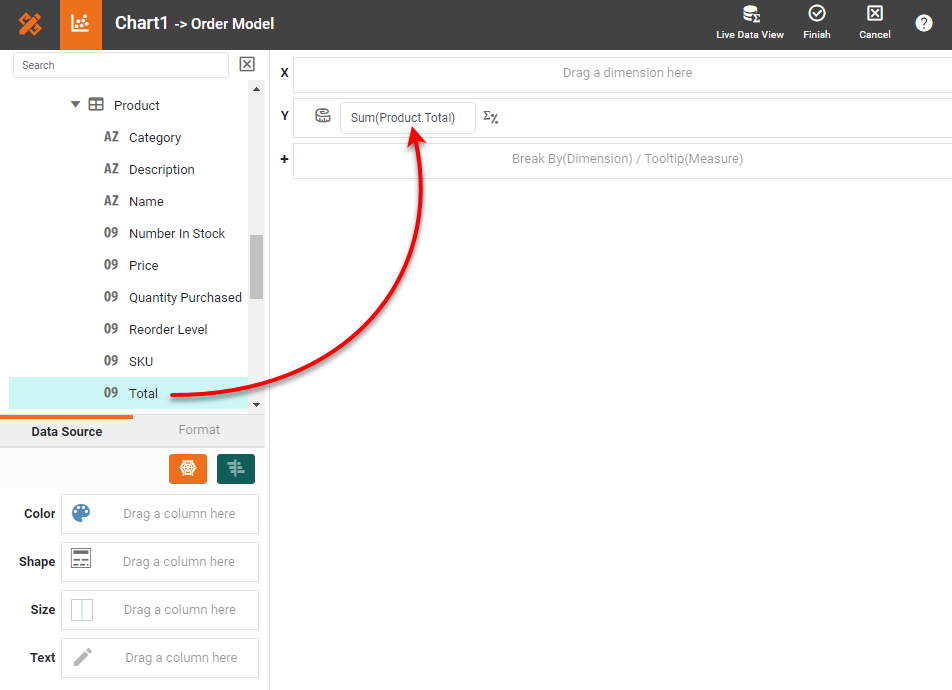 Chart1 -> Order Model
Live Data View
Finish
Cancel
?
Search
Product
AZ Category
AZ Description
AZ Name
09 Number In Stock
09 Price
09 Quantity Purchased
09 Reorder Level
09 SKU
09 Total
Data Source
Format
Color Drag a column here
Shape Drag a column here
Size Drag a column here
Text Drag a column here
X Drag a dimension here
Y Sum(Product.Total) Σ%
+ Break By(Dimension) / Tooltip(Measure)